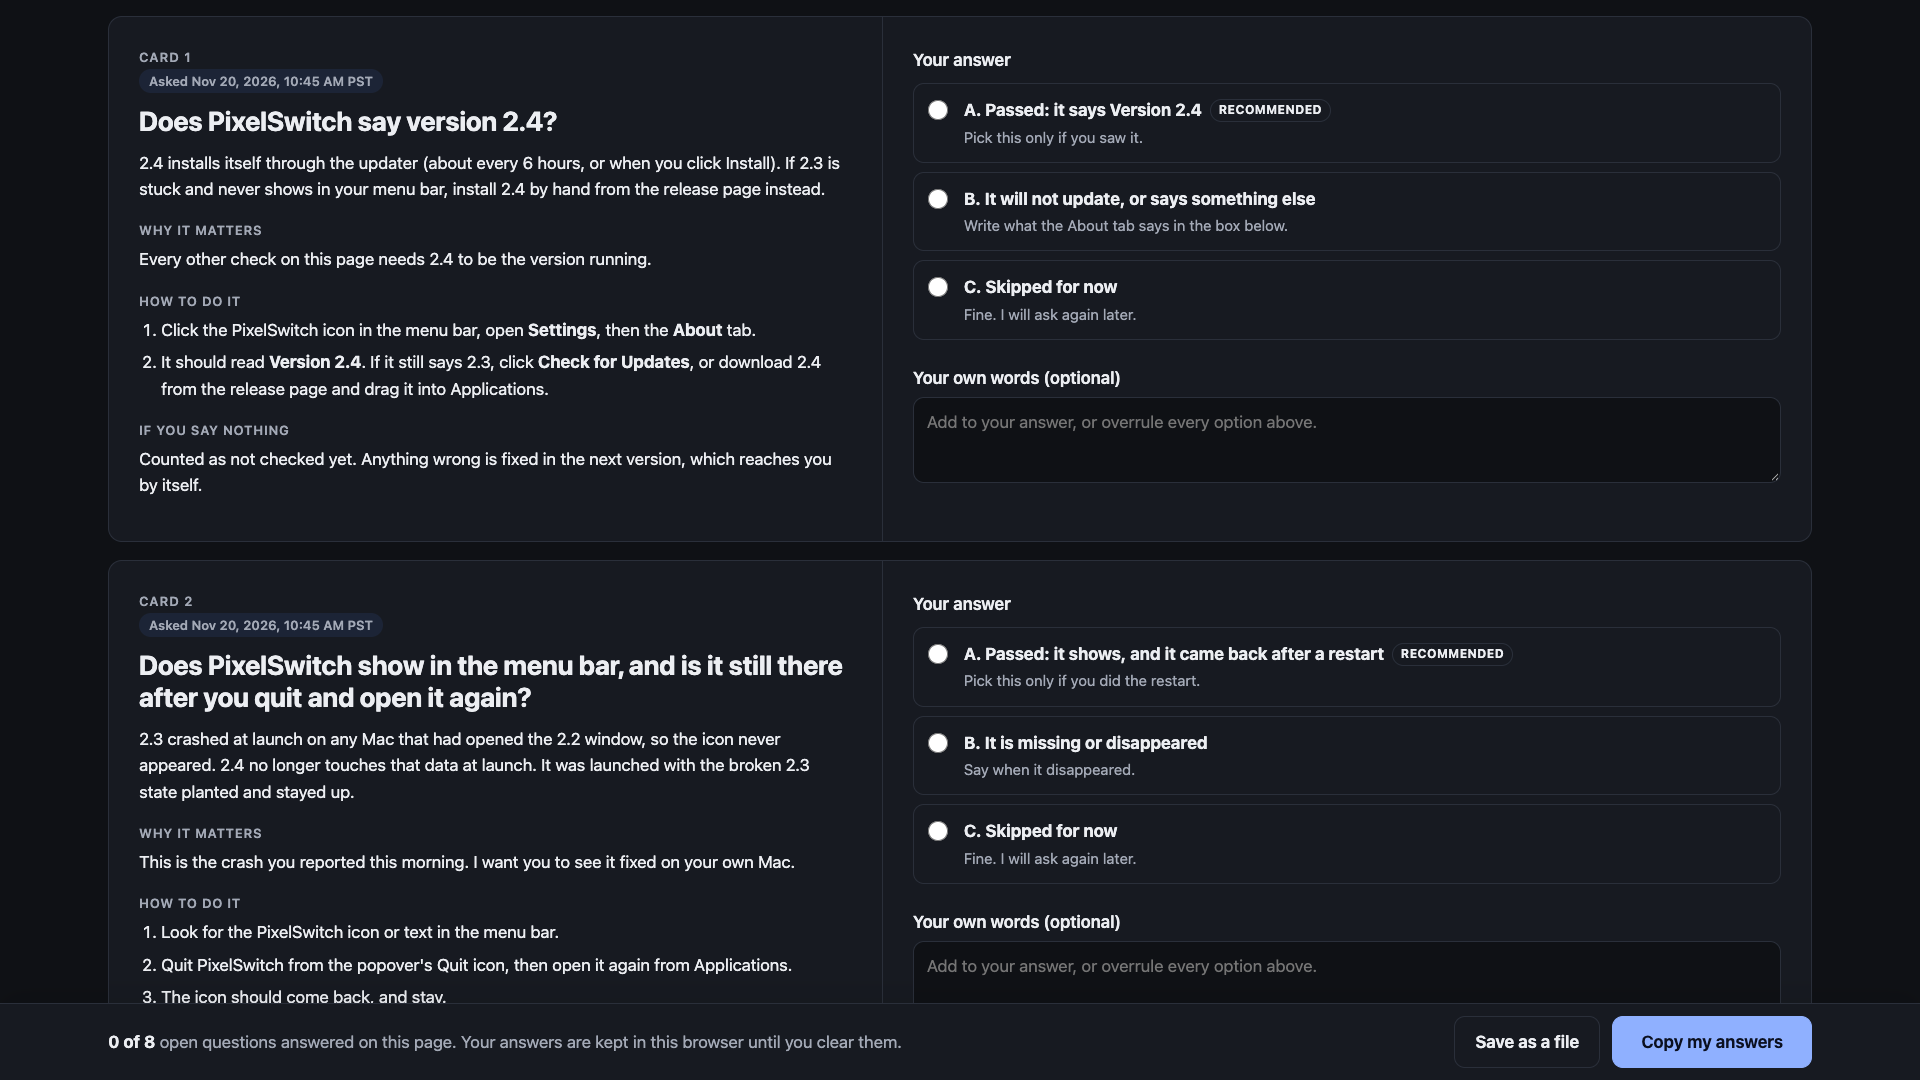 CARD 1
Asked Nov 20, 2026, 10:45 AM PST
Does PixelSwitch say version 2.4?
2.4 installs itself through the updater (about every 6 hours, or when you click Install). If 2.3 is
stuck and never shows in your menu bar, install 2.4 by hand from the release page instead.
WHY IT MATTERS
Every other check on this page needs 2.4 to be the version running.
HOW TO DO IT
1. Click the PixelSwitch icon in the menu bar, open Settings, then the About tab.
2. It should read Version 2.4. If it still says 2.3, click Check for Updates, or download 2.4
from the release page and drag it into Applications.
IF YOU SAY NOTHING
Counted as not checked yet. Anything wrong is fixed in the next version, which reaches you
by itself.
Your answer
A. Passed: it says Version 2.4 RECOMMENDED
Pick this only if you saw it.
B. It will not update, or says something else
Write what the About tab says in the box below.
C. Skipped for now
Fine. I will ask again later.
Your own words (optional)
Add to your answer, or overrule every option above.
CARD 2
Asked Nov 20, 2026, 10:45 AM PST
Does PixelSwitch show in the menu bar, and is it still there
after you quit and open it again?
2.3 crashed at launch on any Mac that had opened the 2.2 window, so the icon never
appeared. 2.4 no longer touches that data at launch. It was launched with the broken 2.3
state planted and stayed up.
WHY IT MATTERS
This is the crash you reported this morning. I want you to see it fixed on your own Mac.
HOW TO DO IT
1. Look for the PixelSwitch icon or text in the menu bar.
2. Quit PixelSwitch from the popover's Quit icon, then open it again from Applications.
3. The icon should come back, and stay.
Your answer
A. Passed: it shows, and it came back after a restart RECOMMENDED
Pick this only if you did the restart.
B. It is missing or disappeared
Say when it disappeared.
C. Skipped for now
Fine. I will ask again later.
Your own words (optional)
Add to your answer, or overrule every option above.
0 of 8 open questions answered on this page. Your answers are kept in this browser until you clear them.
Save as a file
Copy my answers